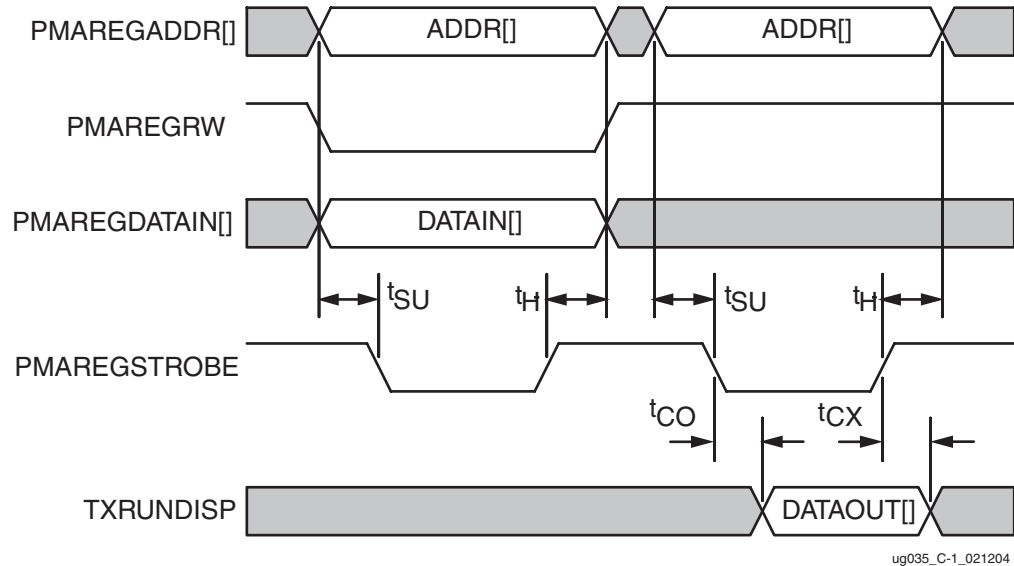 PMAREGADDR[] ADDR[] ADDR[]
PMAREGRW
PMAREGDATAIN[] DATAIN[]
tSU tH tSU tH
PMAREGSTROBE
tCO tCX
TXRUNDISP DATAOUT[]
ug035_C-1_021204